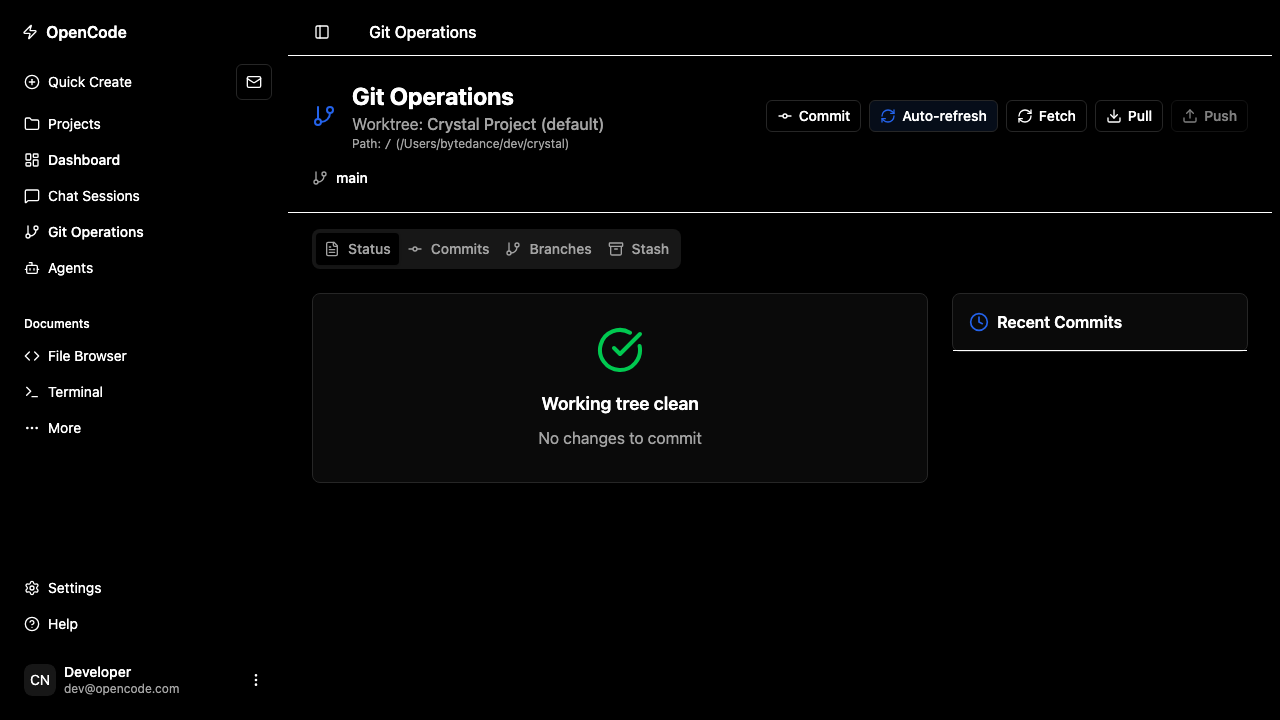 OpenCode
Quick Create
Projects
Dashboard
Chat Sessions
Git Operations
Agents
Documents
File Browser
Terminal
More
Settings
Help
CN
Developer
dev@opencode.com
Git Operations
Git Operations
Worktree: Crystal Project (default)
Path: / (/Users/bytedance/dev/crystal)
Commit
Auto-refresh
Fetch
Pull
Push
main
Status
Commits
Branches
Stash
Working tree clean
No changes to commit
Recent Commits